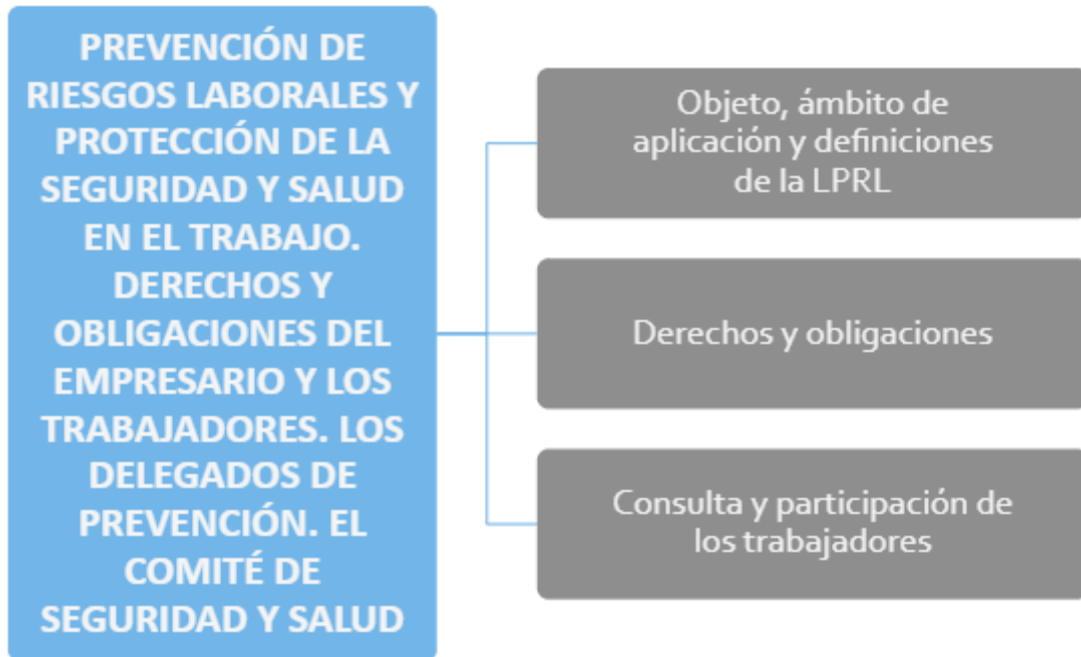 PREVENCIÓN DE
RIESGOS LABORALES Y
PROTECCIÓN DE LA
SEGURIDAD Y SALUD
EN EL TRABAJO.
DERECHOS Y
OBLIGACIONES DEL
EMPRESARIO Y LOS
TRABAJADORES. LOS
DELEGADOS DE
PREVENCIÓN. EL
COMITÉ DE
SEGURIDAD Y SALUD
Objeto, ámbito de
aplicación y definiciones
de la LPRL
Derechos y obligaciones
Consulta y participación de
los trabajadores